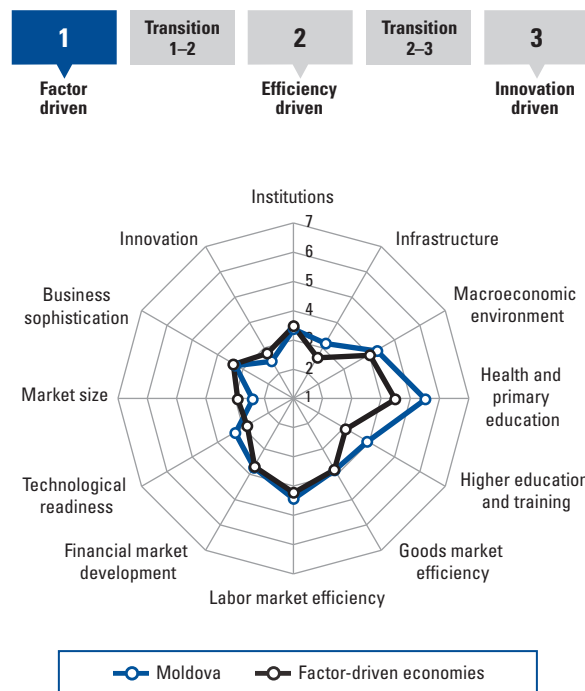 1
Transition
1–2
2
Transition
2–3
3
Factor
driven
Efficiency
driven
Innovation
driven
Institutions
7
Innovation
6
Infrastructure
5
Business
sophistication
4
Macroeconomic
environment
3
2
Market size
1
Health and
primary
education
Technological
readiness
Higher education
and training
Financial market
development
Goods market
efficiency
Labor market efficiency
Moldova
Factor-driven economies